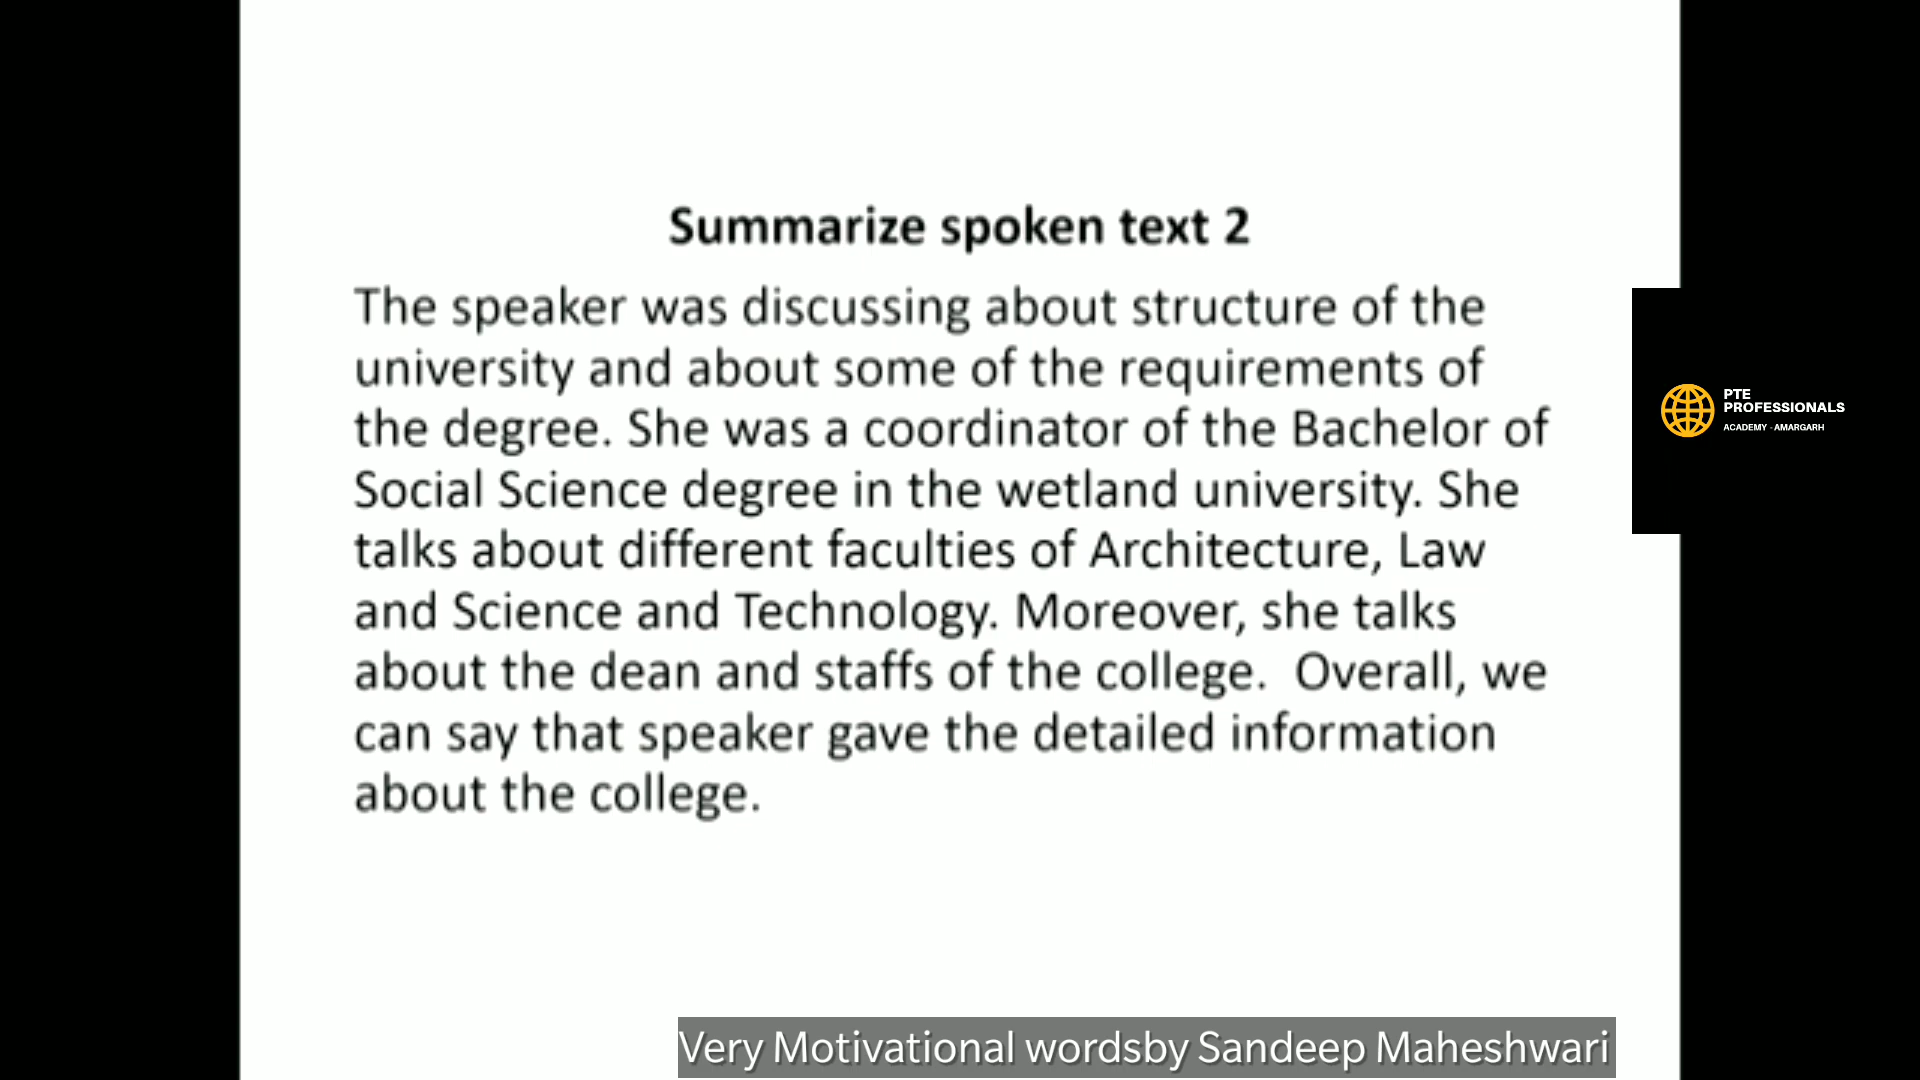 Summarize spoken text 2
The speaker was discussing about structure of the
university and about some of the requirements of
the degree. She was a coordinator of the Bachelor of
Social Science degree in the wetland university. She
talks about different faculties of Architecture, Law
and Science and Technology. Moreover, she talks
about the dean and staffs of the college.  Overall, we
can say that speaker gave the detailed information
about the college.
PTE
PROFESSIONALS
ACADEMY - AMARGARH
Very Motivational wordsby Sandeep Maheshwari